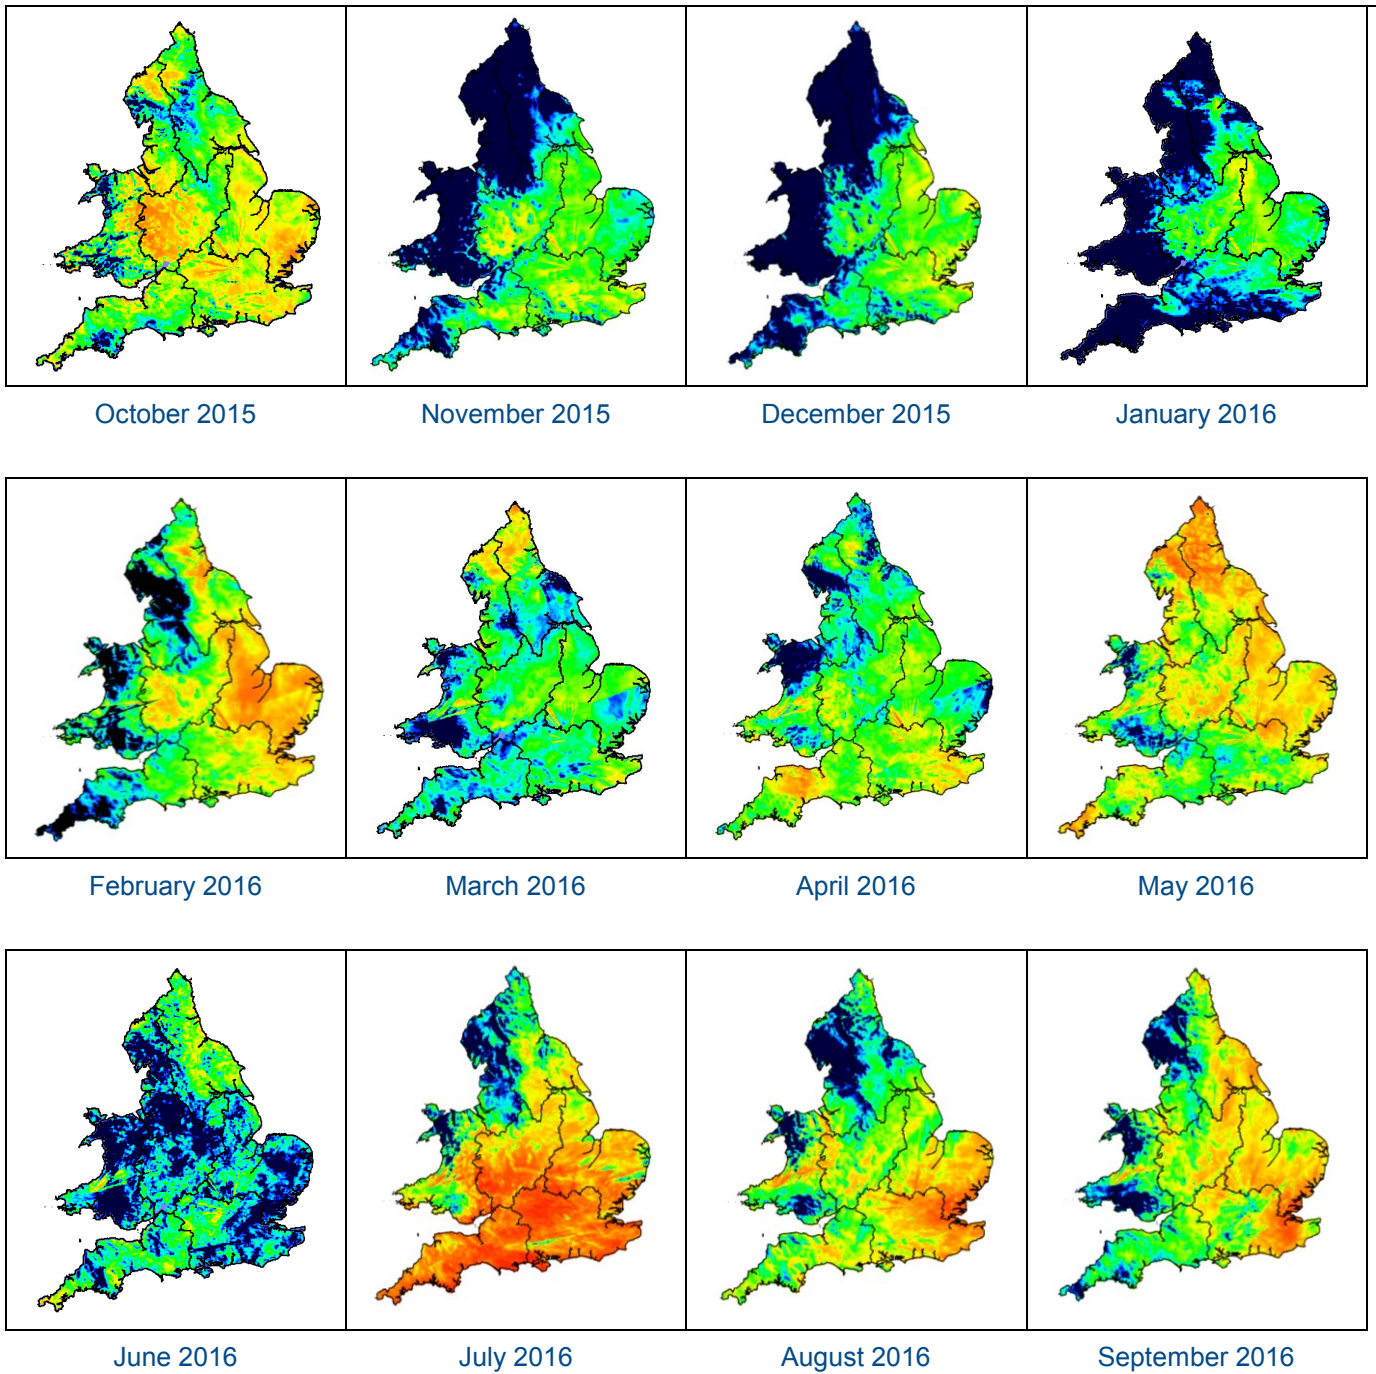 October 2015
November 2015
December 2015
January 2016
February 2016
March 2016
April 2016
May 2016
June 2016
July 2016
August 2016
September 2016